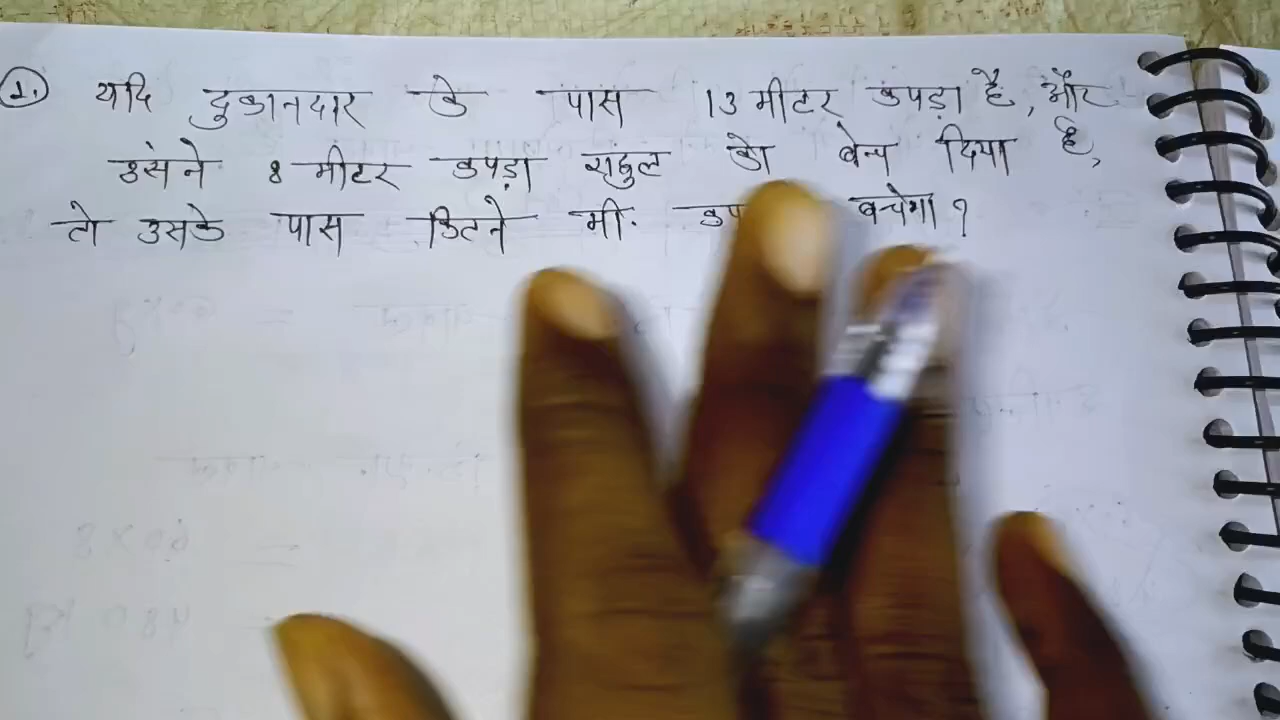 1. यदि दुकानदार के पास 13 मीटर कपड़ा है, और
उसने 8 मीटर कपड़ा राहुल को बेच दिया है,
तो उसके पास कितने मी. बचेगा?